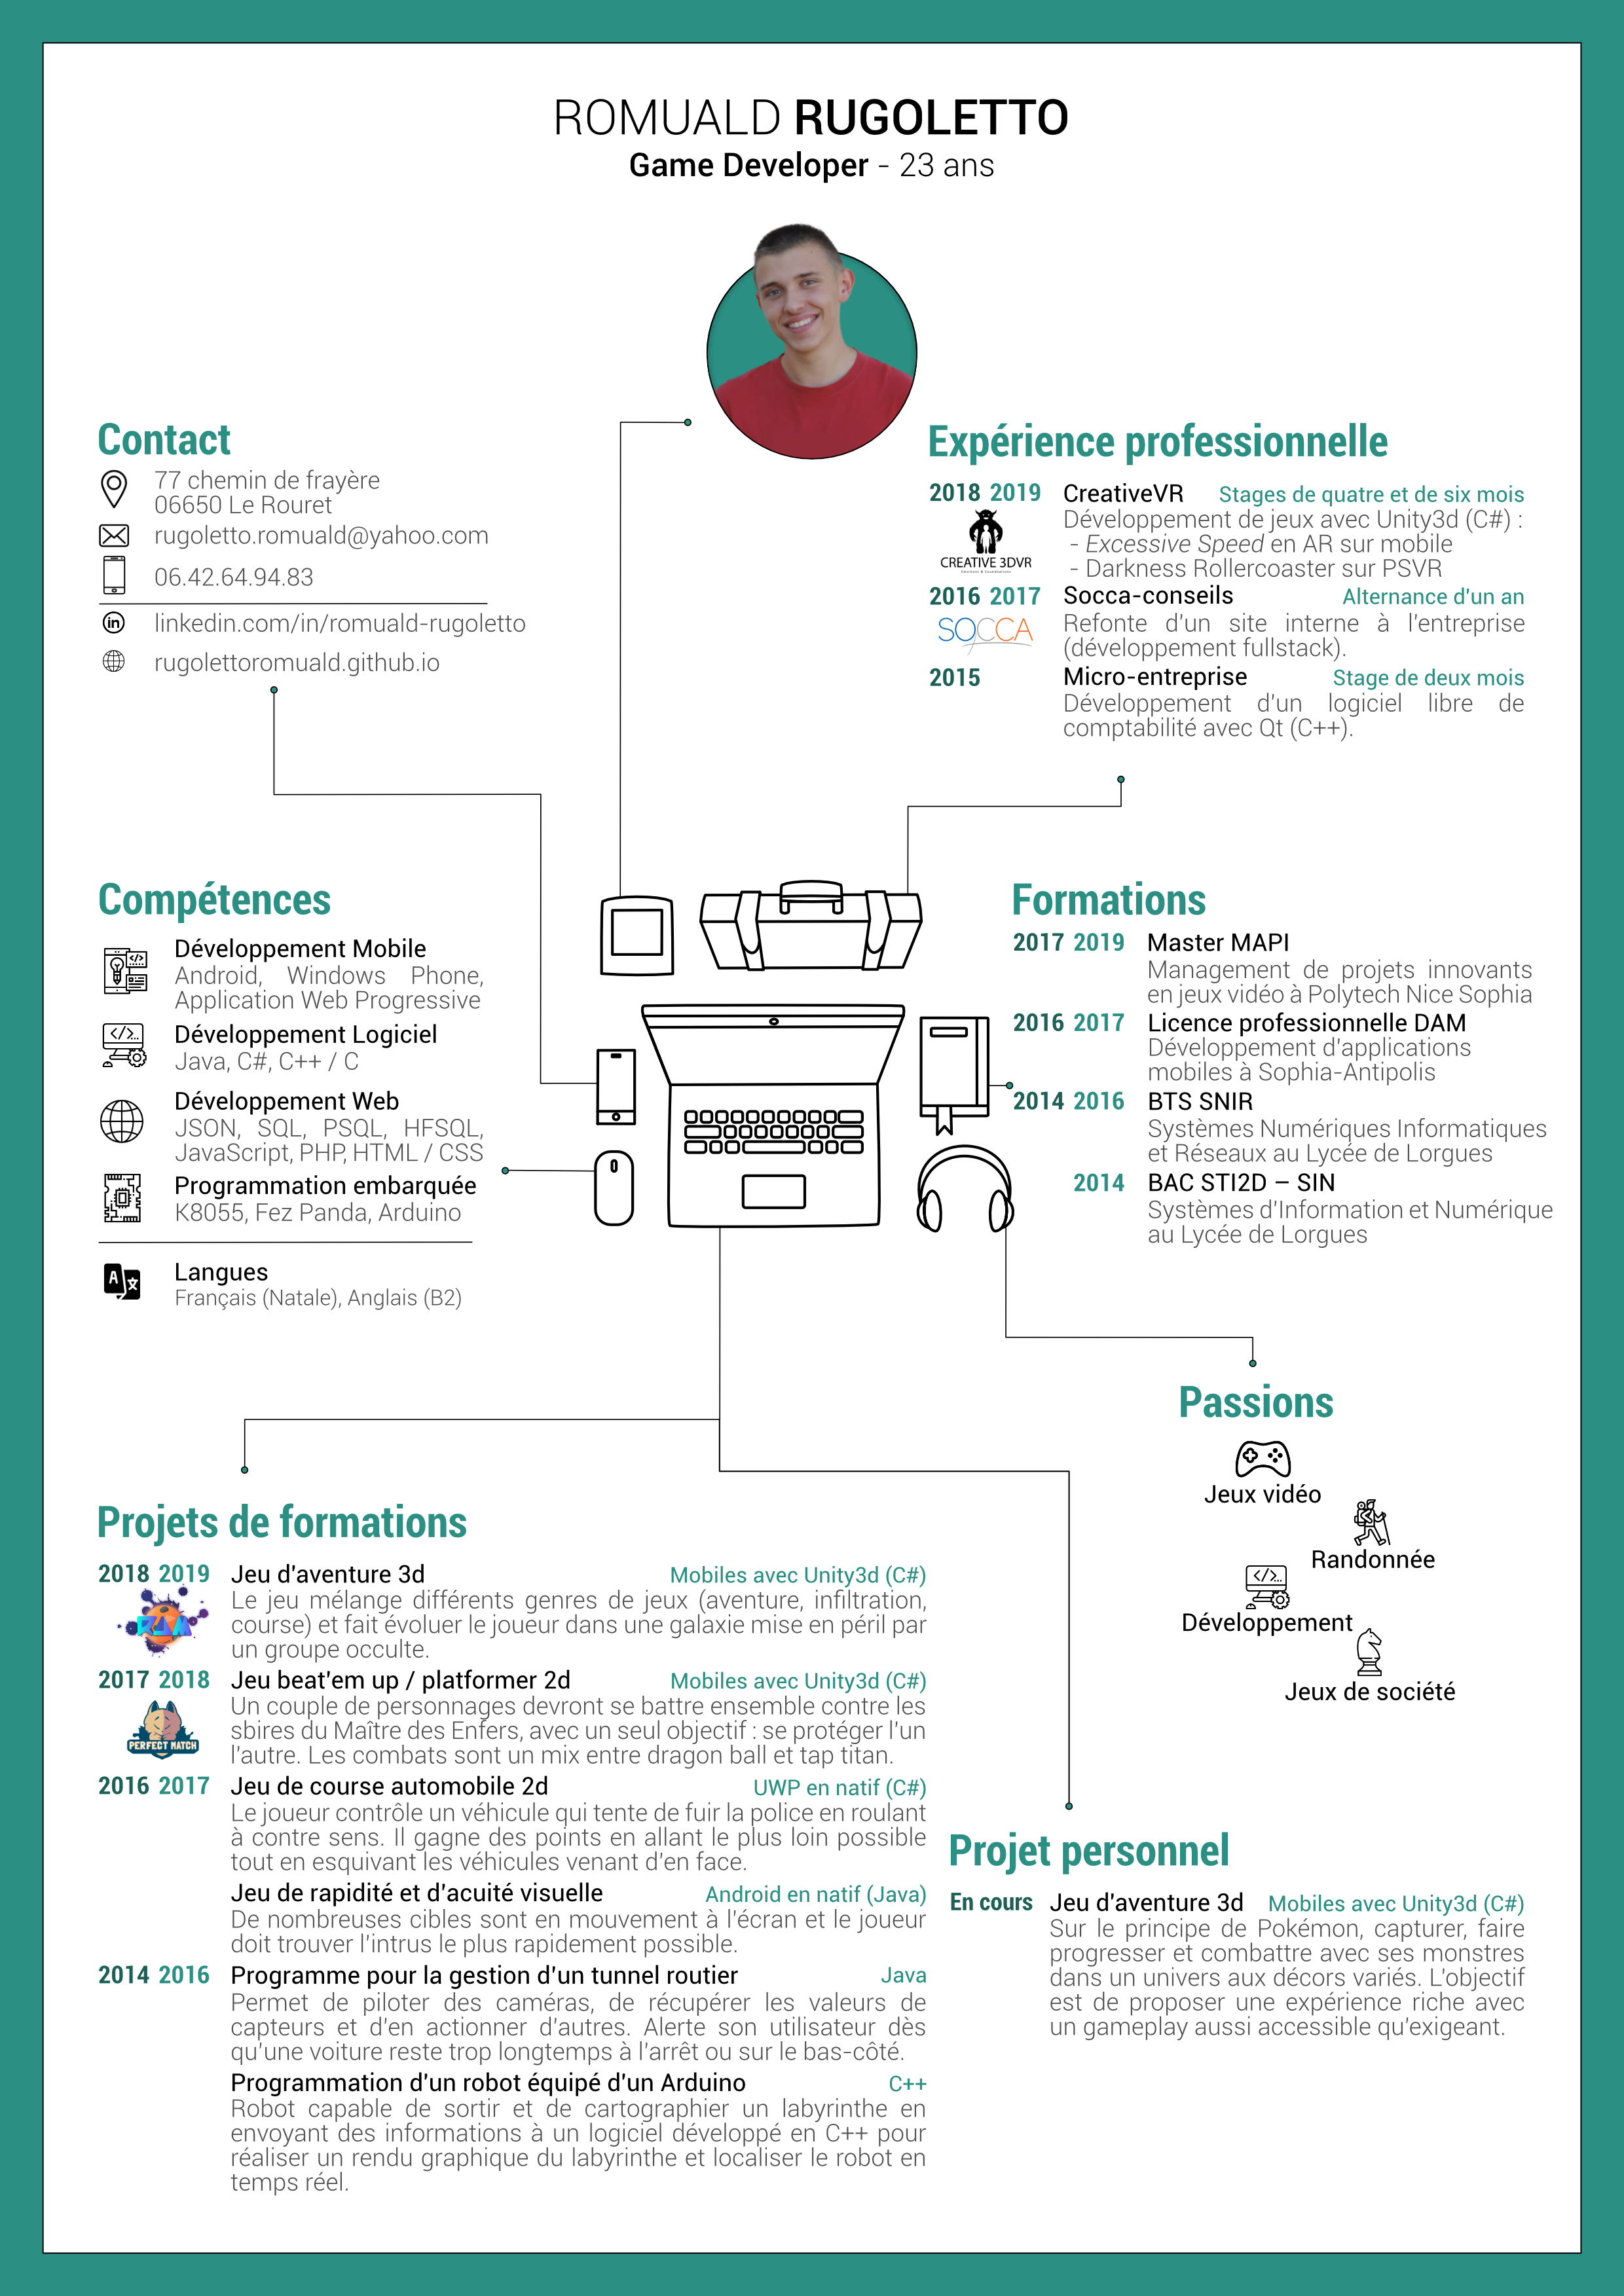 ROMUALD RUGOLETTO
Game Developer - 23 ans
Contact
77 chemin de frayère
06650 Le Rouret
rugoletto.romuald@yahoo.com
06.42.64.94.83
linkedin.com/in/romuald-rugoletto
rugolettoromuald.github.io
Expérience professionnelle
2018 2019 CreativeVR Stages de quatre et de six mois
Développement de jeux avec Unity3d (C#) :
- Excessive Speed en AR sur mobile
- Darkness Rollercoaster sur PSVR
CREATIVE 3DVR
2016 2017 Socca-conseils Alternance d'un an
SOCCA
Refonte d'un site interne à l'entreprise
(développement fullstack).
2015 Micro-entreprise Stage de deux mois
Développement d'un logiciel libre de
comptabilité avec Qt (C++).
Compétences
Développement Mobile
Android, Windows Phone,
Application Web Progressive
Développement Logiciel
Java, C#, C++ / C
Développement Web
JSON, SQL, PSQL, HFSQL,
JavaScript, PHP, HTML / CSS
Programmation embarquée
K8055, Fez Panda, Arduino
Langues
Français (Natale), Anglais (B2)
Formations
2017 2019 Master MAPI
Management de projets innovants
en jeux vidéo à Polytech Nice Sophia
2016 2017 Licence professionnelle DAM
Développement d'applications
mobiles à Sophia-Antipolis
2014 2016 BTS SNIR
Systèmes Numériques Informatiques
et Réseaux au Lycée de Lorgues
2014 BAC STI2D – SIN
Systèmes d'Information et Numérique
au Lycée de Lorgues
Passions
Jeux vidéo
Randonnée
Développement
Jeux de société
Projets de formations
2018 2019 Jeu d'aventure 3d Mobiles avec Unity3d (C#)
Le jeu mélange différents genres de jeux (aventure, infiltration,
course) et fait évoluer le joueur dans une galaxie mise en péril par
un groupe occulte.
2017 2018 Jeu beat'em up / platformer 2d Mobiles avec Unity3d (C#)
Un couple de personnages devront se battre ensemble contre les
sbires du Maître des Enfers, avec un seul objectif : se protéger l'un
l'autre. Les combats sont un mix entre dragon ball et tap titan.
PERFECT MATCH
2016 2017 Jeu de course automobile 2d UWP en natif (C#)
Le joueur contrôle un véhicule qui tente de fuir la police en roulant
à contre sens. Il gagne des points en allant le plus loin possible
tout en esquivant les véhicules venant d'en face.
Jeu de rapidité et d'acuité visuelle Android en natif (Java)
De nombreuses cibles sont en mouvement à l'écran et le joueur
doit trouver l'intrus le plus rapidement possible.
2014 2016 Programme pour la gestion d'un tunnel routier Java
Permet de piloter des caméras, de récupérer les valeurs de
capteurs et d'en actionner d'autres. Alerte son utilisateur dès
qu'une voiture reste trop longtemps à l'arrêt ou sur le bas-côté.
Programmation d'un robot équipé d'un Arduino C++
Robot capable de sortir et de cartographier un labyrinthe en
envoyant des informations à un logiciel développé en C++ pour
réaliser un rendu graphique du labyrinthe et localiser le robot en
temps réel.
Projet personnel
En cours Jeu d'aventure 3d Mobiles avec Unity3d (C#)
Sur le principe de Pokémon, capturer, faire
progresser et combattre avec ses monstres
dans un univers aux décors variés. L'objectif
est de proposer une expérience riche avec
un gameplay aussi accessible qu'exigeant.